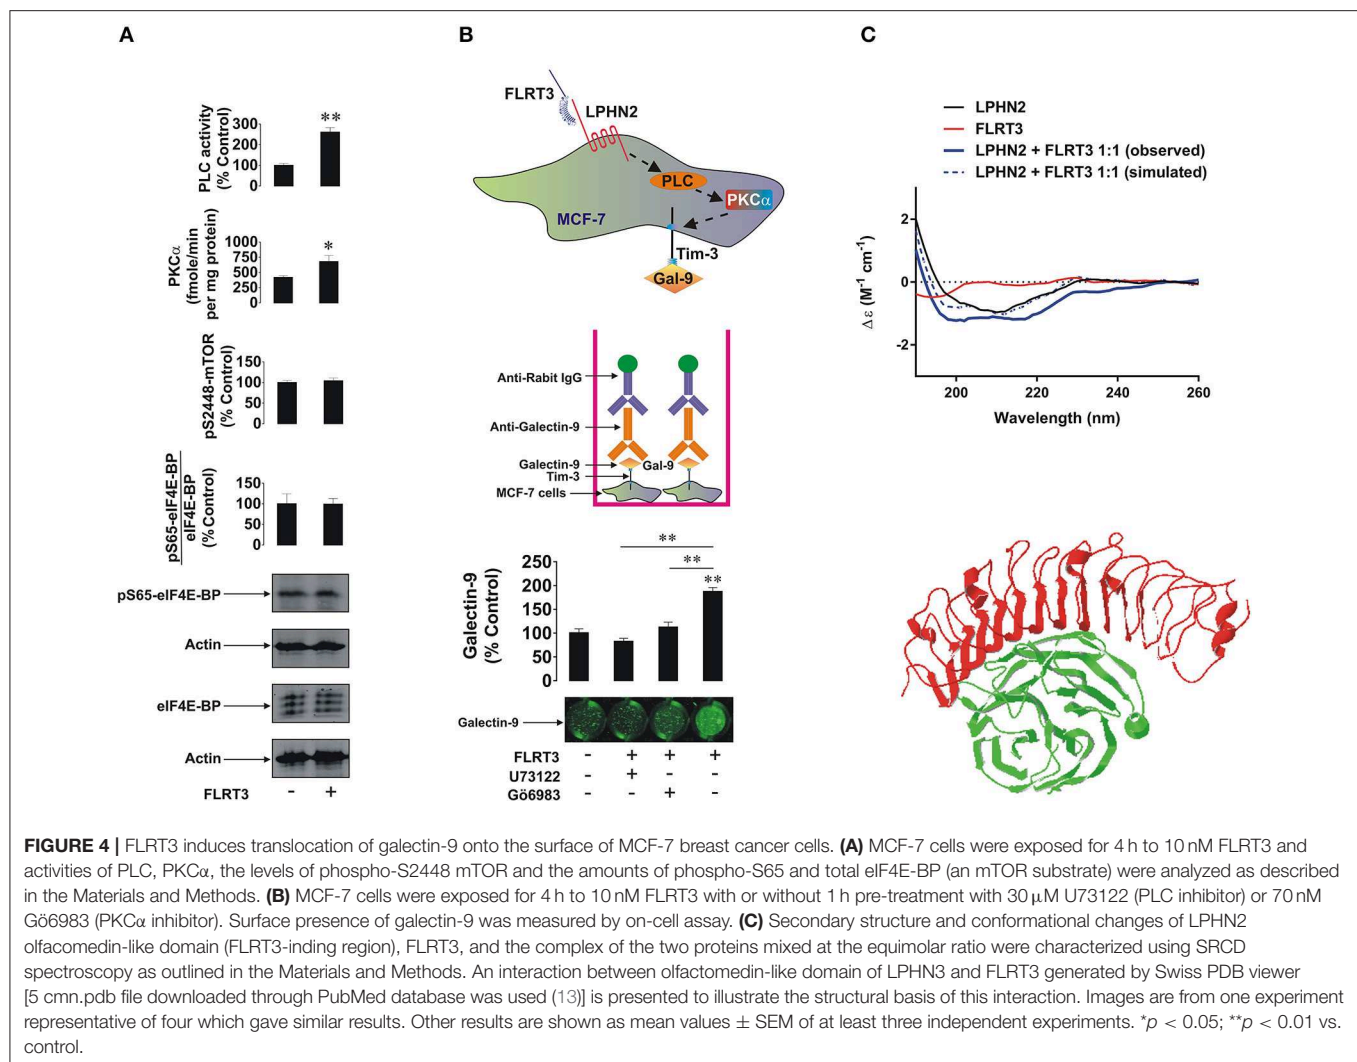 A
PLC activity
(% Control)
300
200
100
0
**
PKCα
(fmole/min
per mg protein)
1000
750
500
250
0
*
pS2448-mTOR
(% Control)
150
100
50
0
pS65-eIF4E-BP
eIF4E-BP
(% Control)
150
100
50
0
pS65-eIF4E-BP
Actin
eIF4E-BP
Actin
FLRT3 - +
B
FLRT3
LPHN2
PLC
PKCα
MCF-7
Tim-3
Gal-9
Anti-Rabit IgG
Anti-Galectin-9
Galectin-9
Gal-9
Tim-3
MCF-7 cells
Galectin-9
(% Control)
250
200
150
100
50
0
**
**
**
Galectin-9
FLRT3 - + + +
U73122 - + - -
Gö6983 - - + -
C
LPHN2
FLRT3
LPHN2 + FLRT3 1:1 (observed)
LPHN2 + FLRT3 1:1 (simulated)
Δε (M-1 cm-1)
2
0
-2
200 220 240 260
Wavelength (nm)
FIGURE 4 | FLRT3 induces translocation of galectin-9 onto the surface of MCF-7 breast cancer cells. (A) MCF-7 cells were exposed for 4 h to 10 nM FLRT3 and
activities of PLC, PKCα, the levels of phospho-S2448 mTOR and the amounts of phospho-S65 and total eIF4E-BP (an mTOR substrate) were analyzed as described
in the Materials and Methods. (B) MCF-7 cells were exposed for 4 h to 10 nM FLRT3 with or without 1 h pre-treatment with 30 μM U73122 (PLC inhibitor) or 70 nM
Gö6983 (PKCα inhibitor). Surface presence of galectin-9 was measured by on-cell assay. (C) Secondary structure and conformational changes of LPHN2
olfacomedin-like domain (FLRT3-inding region), FLRT3, and the complex of the two proteins mixed at the equimolar ratio were characterized using SRCD
spectroscopy as outlined in the Materials and Methods. An interaction between olfactomedin-like domain of LPHN3 and FLRT3 generated by Swiss PDB viewer
[5 cmn.pdb file downloaded through PubMed database was used (13)] is presented to illustrate the structural basis of this interaction. Images are from one experiment
representative of four which gave similar results. Other results are shown as mean values ± SEM of at least three independent experiments. *p < 0.05; **p < 0.01 vs.
control.